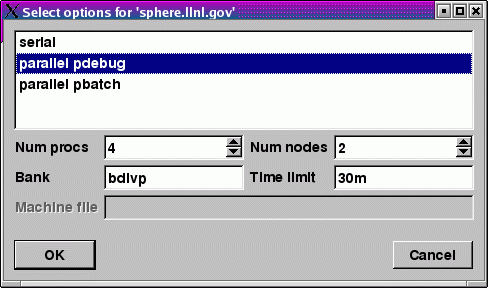 Select options for 'sphere.llnl.gov'
serial
parallel pdebug
parallel pbatch
Num procs 4 Num nodes 2
Bank bdivp Time limit 30m
Machine file
OK Cancel